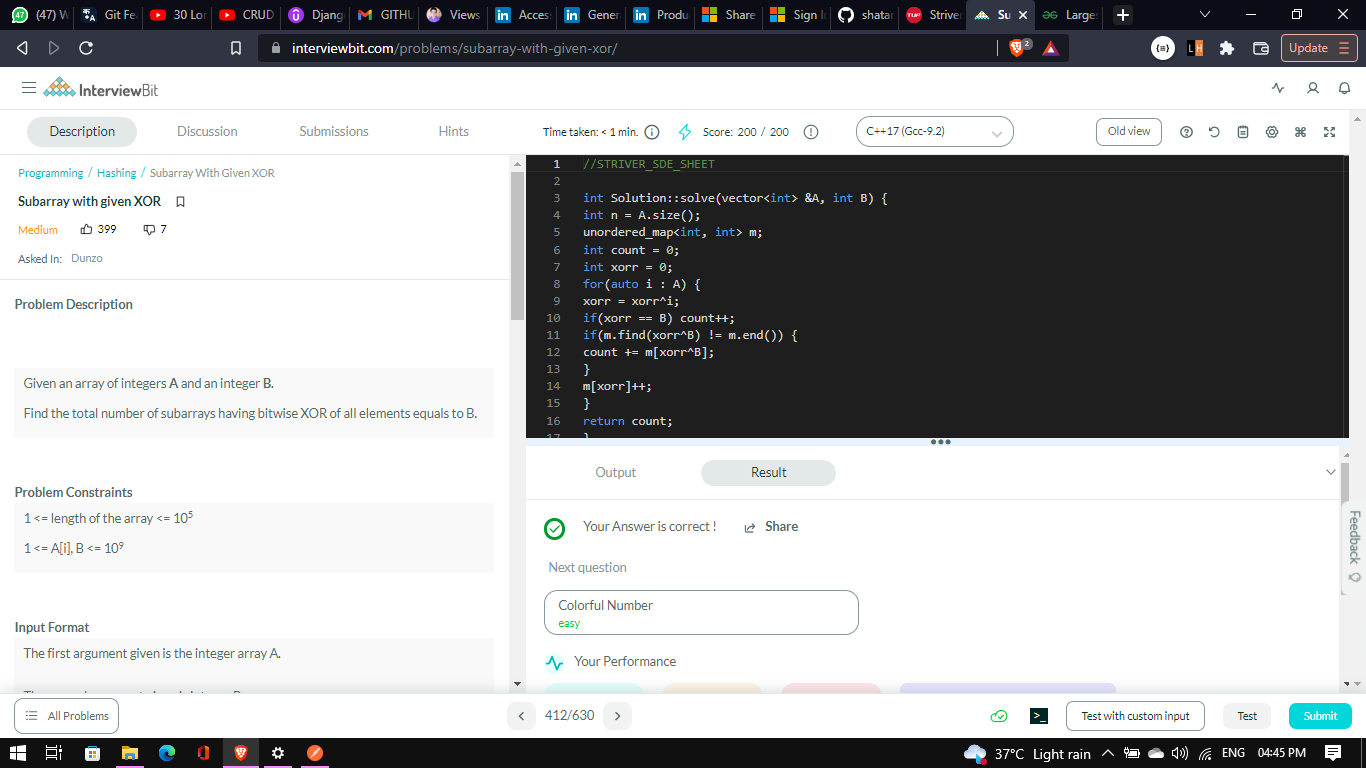 47
(47) W
Git Fea
30 Lor
CRUD
Djang
GITHU
Views
Acces
Gener
Produ
Share
Sign I
shatar
TUF
Striver
Su
Large
interviewbit.com/problems/subarray-with-given-xor/
2
Update
InterviewBit
Description
Discussion
Submissions
Hints
Time taken: < 1 min.
Score: 200 / 200
C++17 (Gcc-9.2)
Old view
Programming / Hashing / Subarray With Given XOR
Subarray with given XOR
Medium
399
7
Asked In: Dunzo
Problem Description
Given an array of integers A and an integer B.
Find the total number of subarrays having bitwise XOR of all elements equals to B.
Problem Constraints
1 <= length of the array <= 10^5
1 <= A[i], B <= 10^9
Input Format
The first argument given is the integer array A.
1 //STRIVER_SDE_SHEET
2
3 int Solution::solve(vector<int> &A, int B) {
4 int n = A.size();
5 unordered_map<int, int> m;
6 int count = 0;
7 int xorr = 0;
8 for(auto i : A) {
9 xorr = xorr^i;
10 if(xorr == B) count++;
11 if(m.find(xorr^B) != m.end()) {
12 count += m[xorr^B];
13 }
14 m[xorr]++;
15 }
16 return count;
17 }
Output
Result
Your Answer is correct !
Share
Next question
Colorful Number
easy
Your Performance
Feedback
All Problems
412/630
Test with custom input
Test
Submit
37°C Light rain
ENG
04:45 PM